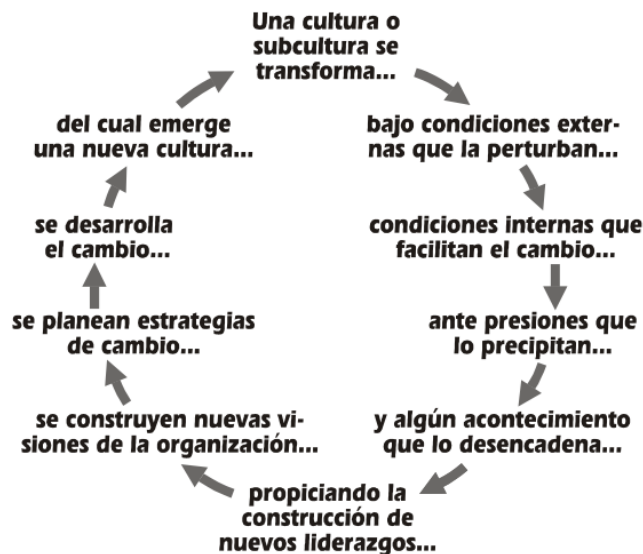 Una cultura o
subcultura se
transforma...
bajo condiciones exter-
nas que la perturban...
condiciones internas que
facilitan el cambio...
ante presiones que
lo precipitan...
y algún acontecimiento
que lo desencadena...
propiciando la
construcción de
nuevos liderazgos...
se construyen nuevas vi-
siones de la organización...
se planean estrategias
de cambio...
se desarrolla
el cambio...
del cual emerge
una nueva cultura...